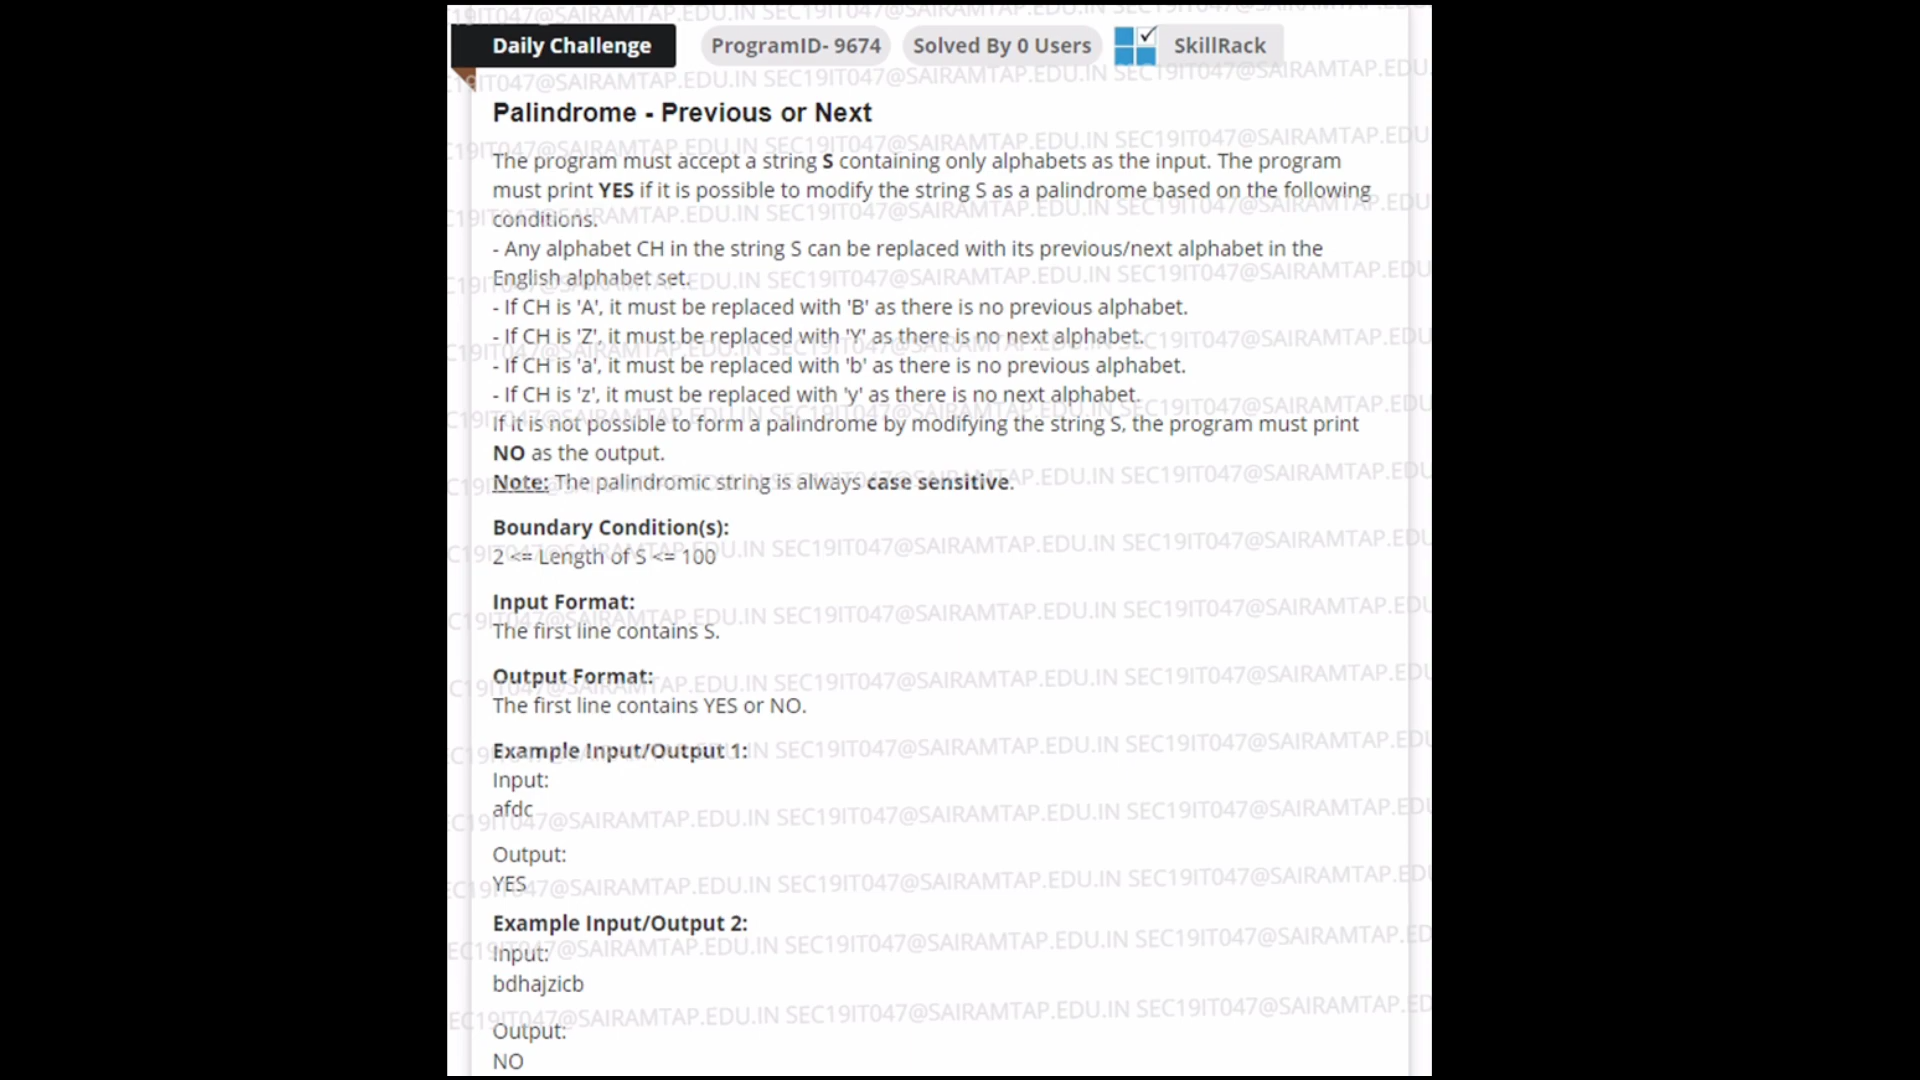 Daily Challenge ProgramID- 9674 Solved By 0 Users SkillRack
Palindrome - Previous or Next
The program must accept a string S containing only alphabets as the input. The program
must print YES if it is possible to modify the string S as a palindrome based on the following
conditions.
- Any alphabet CH in the string S can be replaced with its previous/next alphabet in the
English alphabet set.
- If CH is 'A', it must be replaced with 'B' as there is no previous alphabet.
- If CH is 'Z', it must be replaced with 'Y' as there is no next alphabet.
- If CH is 'a', it must be replaced with 'b' as there is no previous alphabet.
- If CH is 'z', it must be replaced with 'y' as there is no next alphabet.
If it is not possible to form a palindrome by modifying the string S, the program must print
NO as the output.
Note: The palindromic string is always case sensitive.
Boundary Condition(s):
2 <= Length of S <= 100
Input Format:
The first line contains S.
Output Format:
The first line contains YES or NO.
Example Input/Output 1:
Input:
afdc
Output:
YES
Example Input/Output 2:
Input:
bdhajzicb
Output:
NO